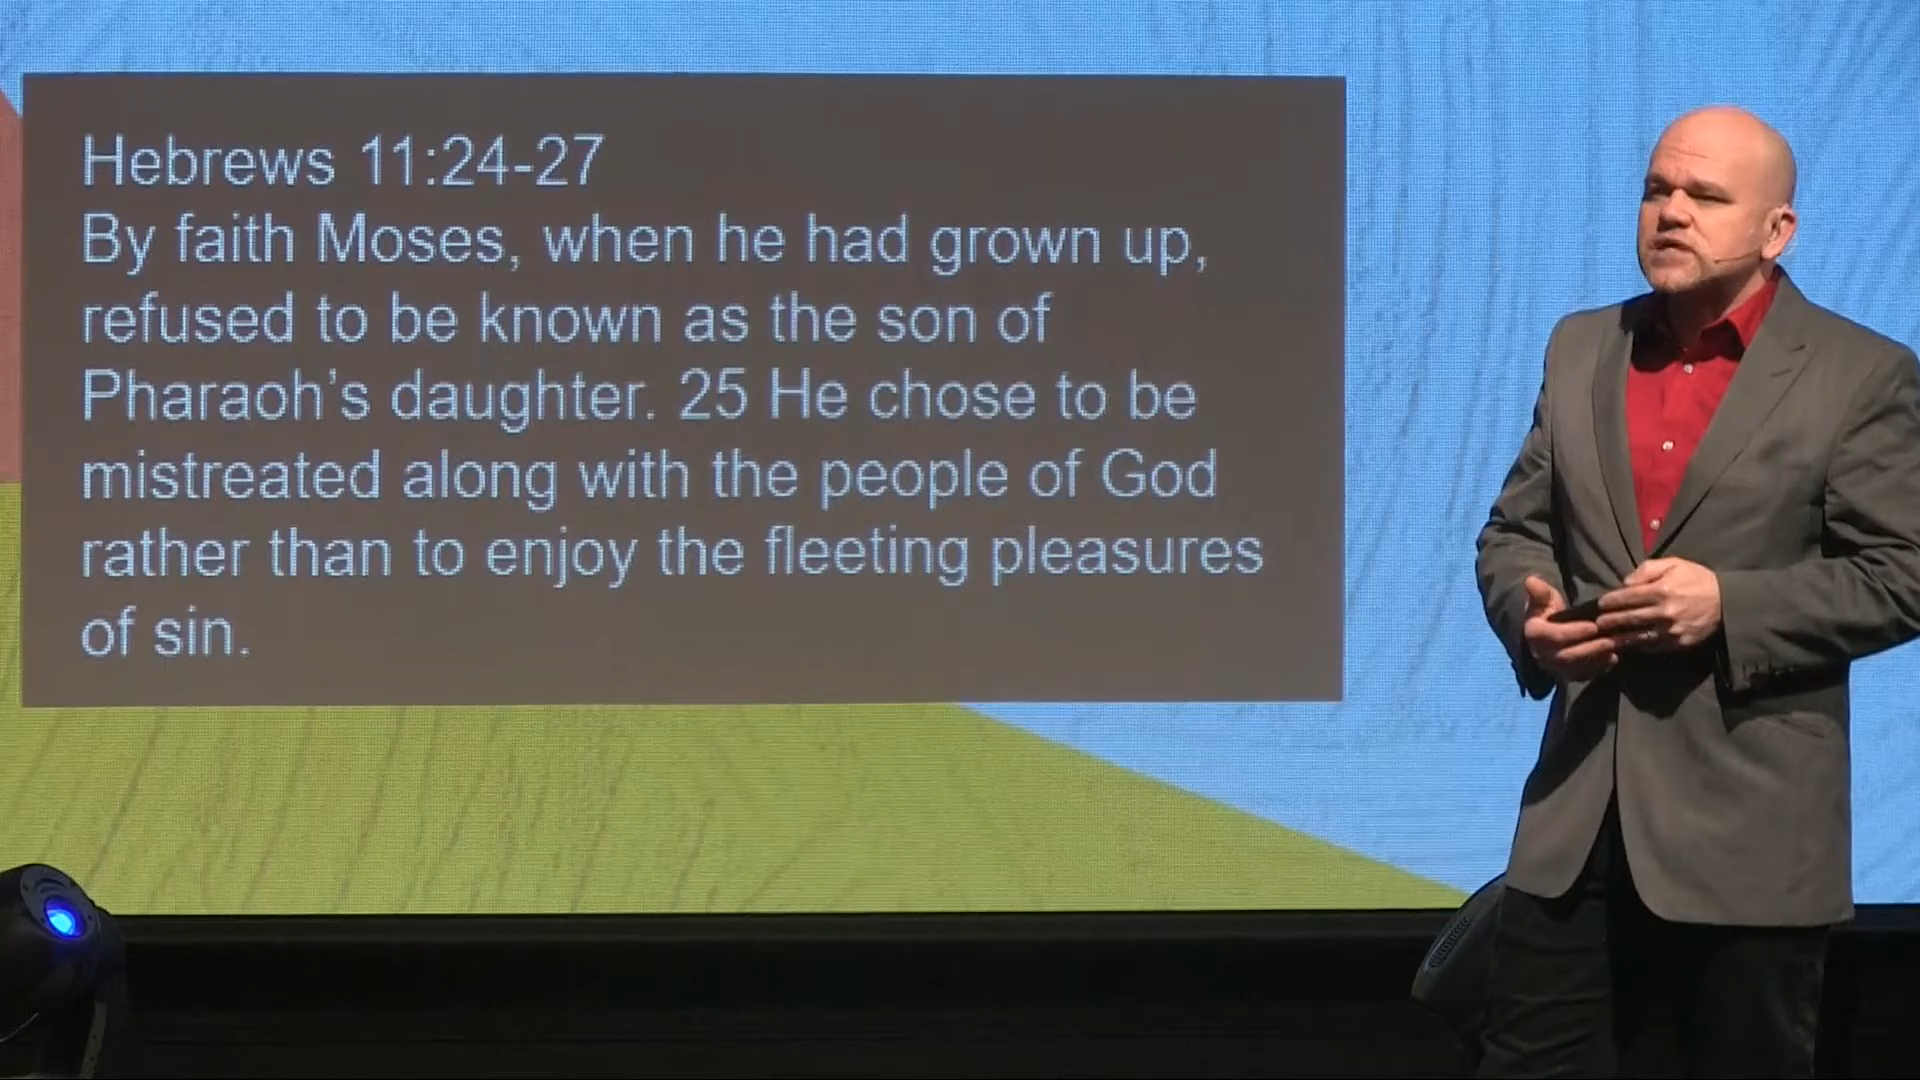 Hebrews 11:24-27
By faith Moses, when he had grown up,
refused to be known as the son of
Pharaoh’s daughter. 25 He chose to be
mistreated along with the people of God
rather than to enjoy the fleeting pleasures
of sin.